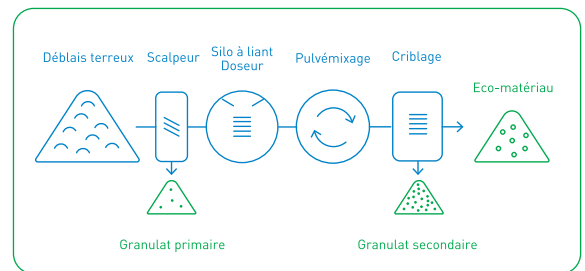 Déblais terreux
Scalpeur
Silo à liant
Doseur
Pulvémixage
Criblage
Eco-matériau
Granulat primaire
Granulat secondaire